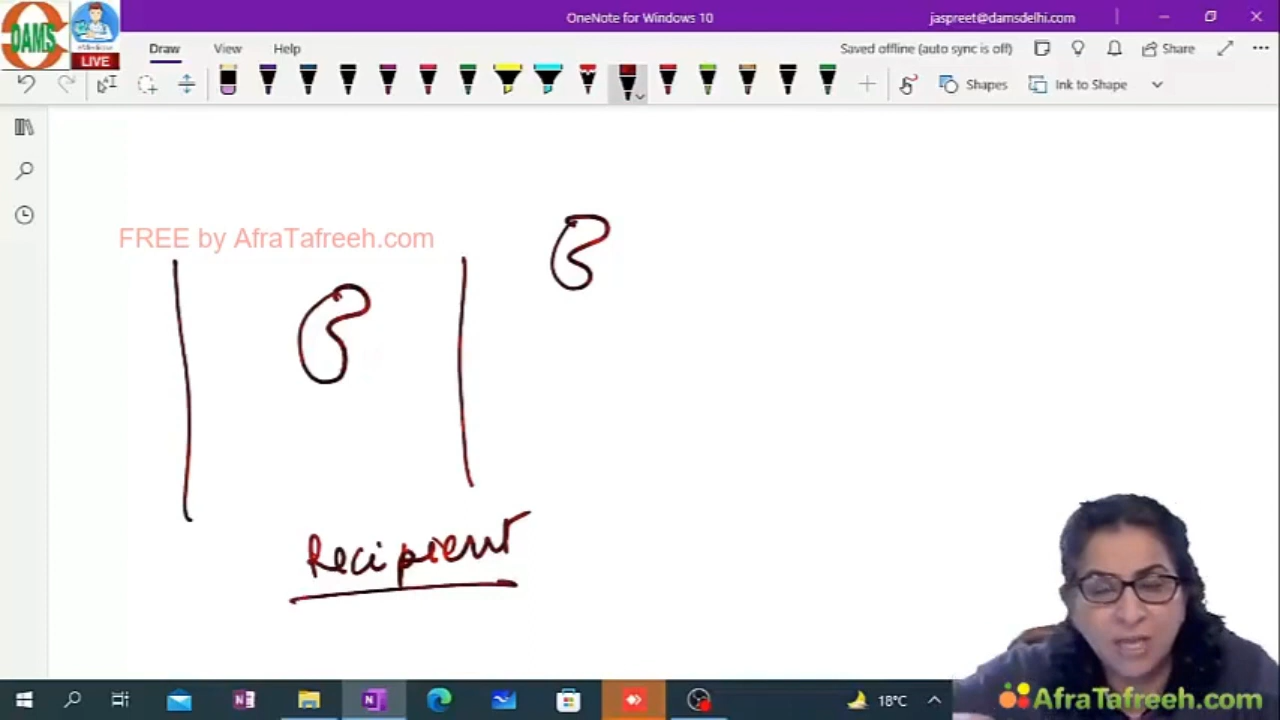 DAMS
eMedicoz
LIVE
OneNote for Windows 10
jaspreet@damsdelhi.com
Draw
View
Help
Saved offline (auto sync is off)
Share
Shapes
Ink to Shape
FREE by AfraTafreeh.com
Recipient
18°C
AfraTafreeh.com